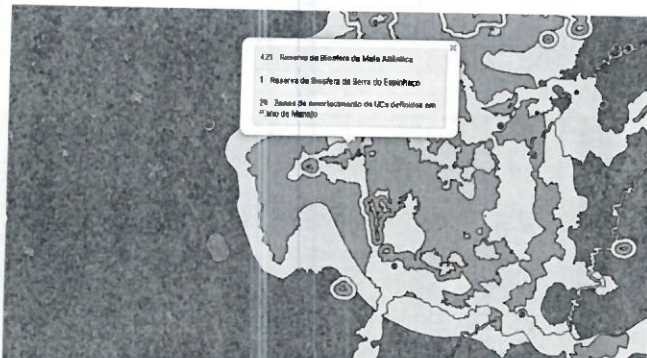 421 Reserva da Biosfera da Mata Atlântica
1 Reserva da Biosfera da Serra do Espinhaço
29 Zonas de amortecimento de UCs definidas em
Plano de Manejo